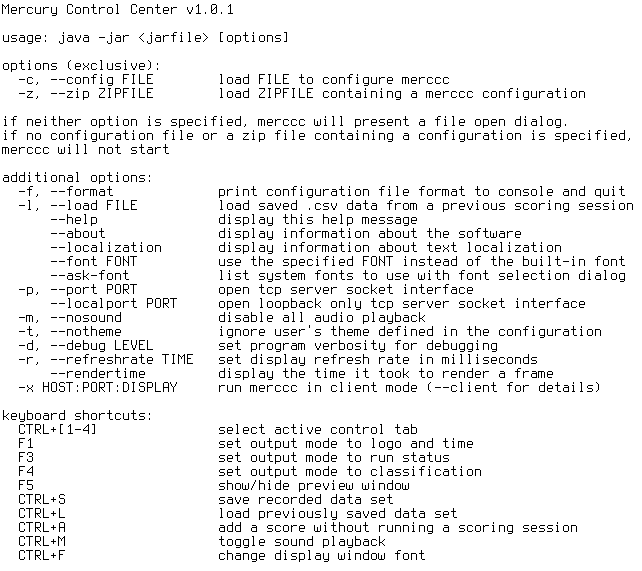 Mercury Control Center v1.0.1
usage: java -jar <jarfile> [options]
options (exclusive):
-c, --config FILE load FILE to configure merccc
-z, --zip ZIPFILE load ZIPFILE containing a merccc configuration
if neither option is specified, merccc will present a file open dialog.
if no configuration file or a zip file containing a configuration is specified,
merccc will not start
additional options:
-f, --format print configuration file format to console and quit
-l, --load FILE load saved .csv data from a previous scoring session
--help display this help message
--about display information about the software
--localization display information about text localization
--font FONT use the specified FONT instead of the built-in font
--ask-font list system fonts to use with font selection dialog
-p, --port PORT open tcp server socket interface
--localport PORT open loopback only tcp server socket interface
-m, --nosound disable all audio playback
-t, --notheme ignore user's theme defined in the configuration
-d, --debug LEVEL set program verbosity for debugging
-r, --refreshrate TIME set display refresh rate in milliseconds
--rendertime display the time it took to render a frame
-x HOST:PORT:DISPLAY run merccc in client mode (--client for details)
keyboard shortcuts:
CTRL+[1-4] select active control tab
F1 set output mode to logo and time
F3 set output mode to run status
F4 set output mode to classification
F5 show/hide preview window
CTRL+S save recorded data set
CTRL+L load previously saved data set
CTRL+A add a score without running a scoring session
CTRL+M toggle sound playback
CTRL+F change display window font